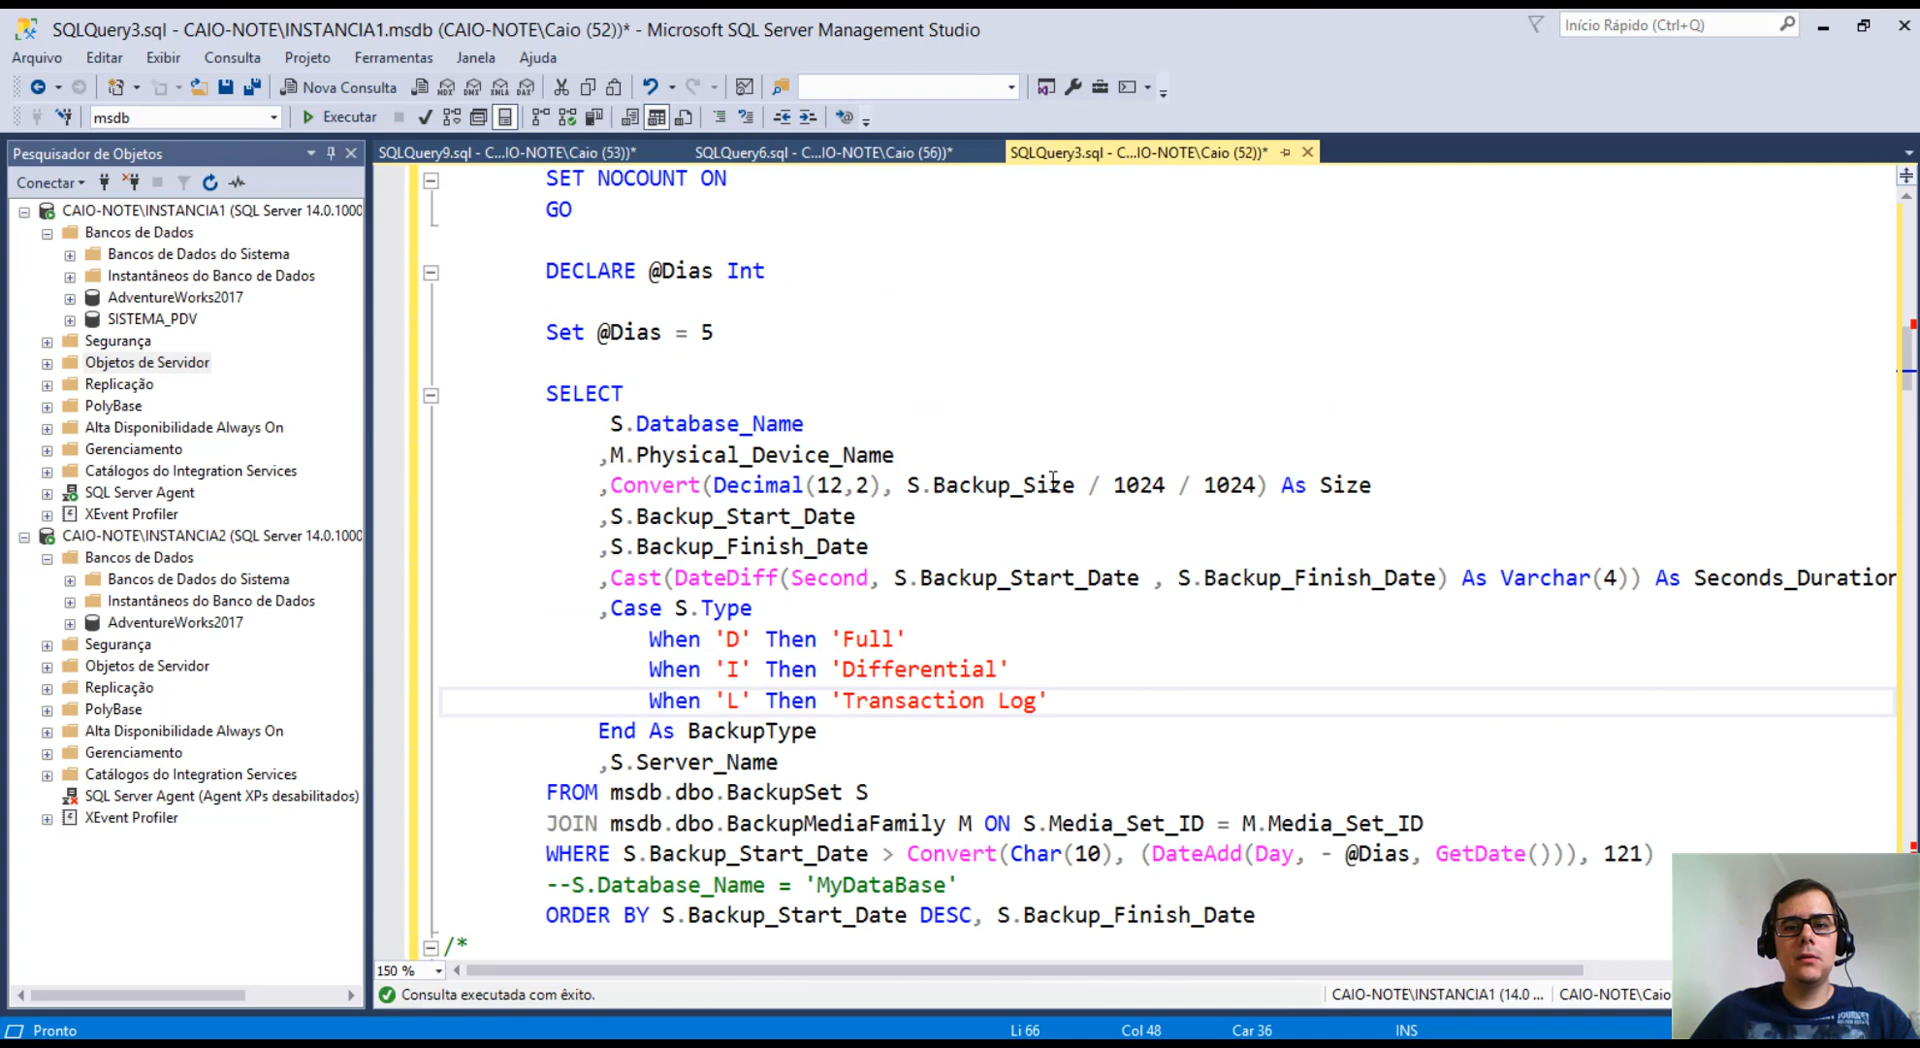 SQLQuery3.sql - CAIO-NOTE\INSTANCIA1.msdb (CAIO-NOTE\Caio (52))* - Microsoft SQL Server Management Studio
Início Rápido (Ctrl+Q)
Arquivo Editar Exibir Consulta Projeto Ferramentas Janela Ajuda
Nova Consulta MDX DMX XMLA DAX
msdb Executar
Pesquisador de Objetos
SQLQuery9.sql - C...IO-NOTE\Caio (53))* SQLQuery6.sql - C...IO-NOTE\Caio (56))* SQLQuery3.sql - C...IO-NOTE\Caio (52))*
Conectar
CAIO-NOTE\INSTANCIA1 (SQL Server 14.0.1000
Bancos de Dados
Bancos de Dados do Sistema
Instantâneos do Banco de Dados
AdventureWorks2017
SISTEMA_PDV
Segurança
Objetos de Servidor
Replicação
PolyBase
Alta Disponibilidade Always On
Gerenciamento
Catálogos do Integration Services
SQL Server Agent
XEvent Profiler
CAIO-NOTE\INSTANCIA2 (SQL Server 14.0.1000
Bancos de Dados
Bancos de Dados do Sistema
Instantâneos do Banco de Dados
AdventureWorks2017
Segurança
Objetos de Servidor
Replicação
PolyBase
Alta Disponibilidade Always On
Gerenciamento
Catálogos do Integration Services
SQL Server Agent (Agent XPs desabilitados)
XEvent Profiler
SET NOCOUNT ON
GO
DECLARE @Dias Int
Set @Dias = 5
SELECT
S.Database_Name
,M.Physical_Device_Name
,Convert(Decimal(12,2), S.Backup_Size / 1024 / 1024) As Size
,S.Backup_Start_Date
,S.Backup_Finish_Date
,Cast(DateDiff(Second, S.Backup_Start_Date , S.Backup_Finish_Date) As Varchar(4)) As Seconds_Duration
,Case S.Type
When 'D' Then 'Full'
When 'I' Then 'Differential'
When 'L' Then 'Transaction Log'
End As BackupType
,S.Server_Name
FROM msdb.dbo.BackupSet S
JOIN msdb.dbo.BackupMediaFamily M ON S.Media_Set_ID = M.Media_Set_ID
WHERE S.Backup_Start_Date > Convert(Char(10), (DateAdd(Day, - @Dias, GetDate())), 121)
--S.Database_Name = 'MyDataBase'
ORDER BY S.Backup_Start_Date DESC, S.Backup_Finish_Date
/*
150 %
Consulta executada com êxito. CAIO-NOTE\INSTANCIA1 (14.0 ... CAIO-NOTE\Caio
Pronto Li 66 Col 48 Car 36 INS